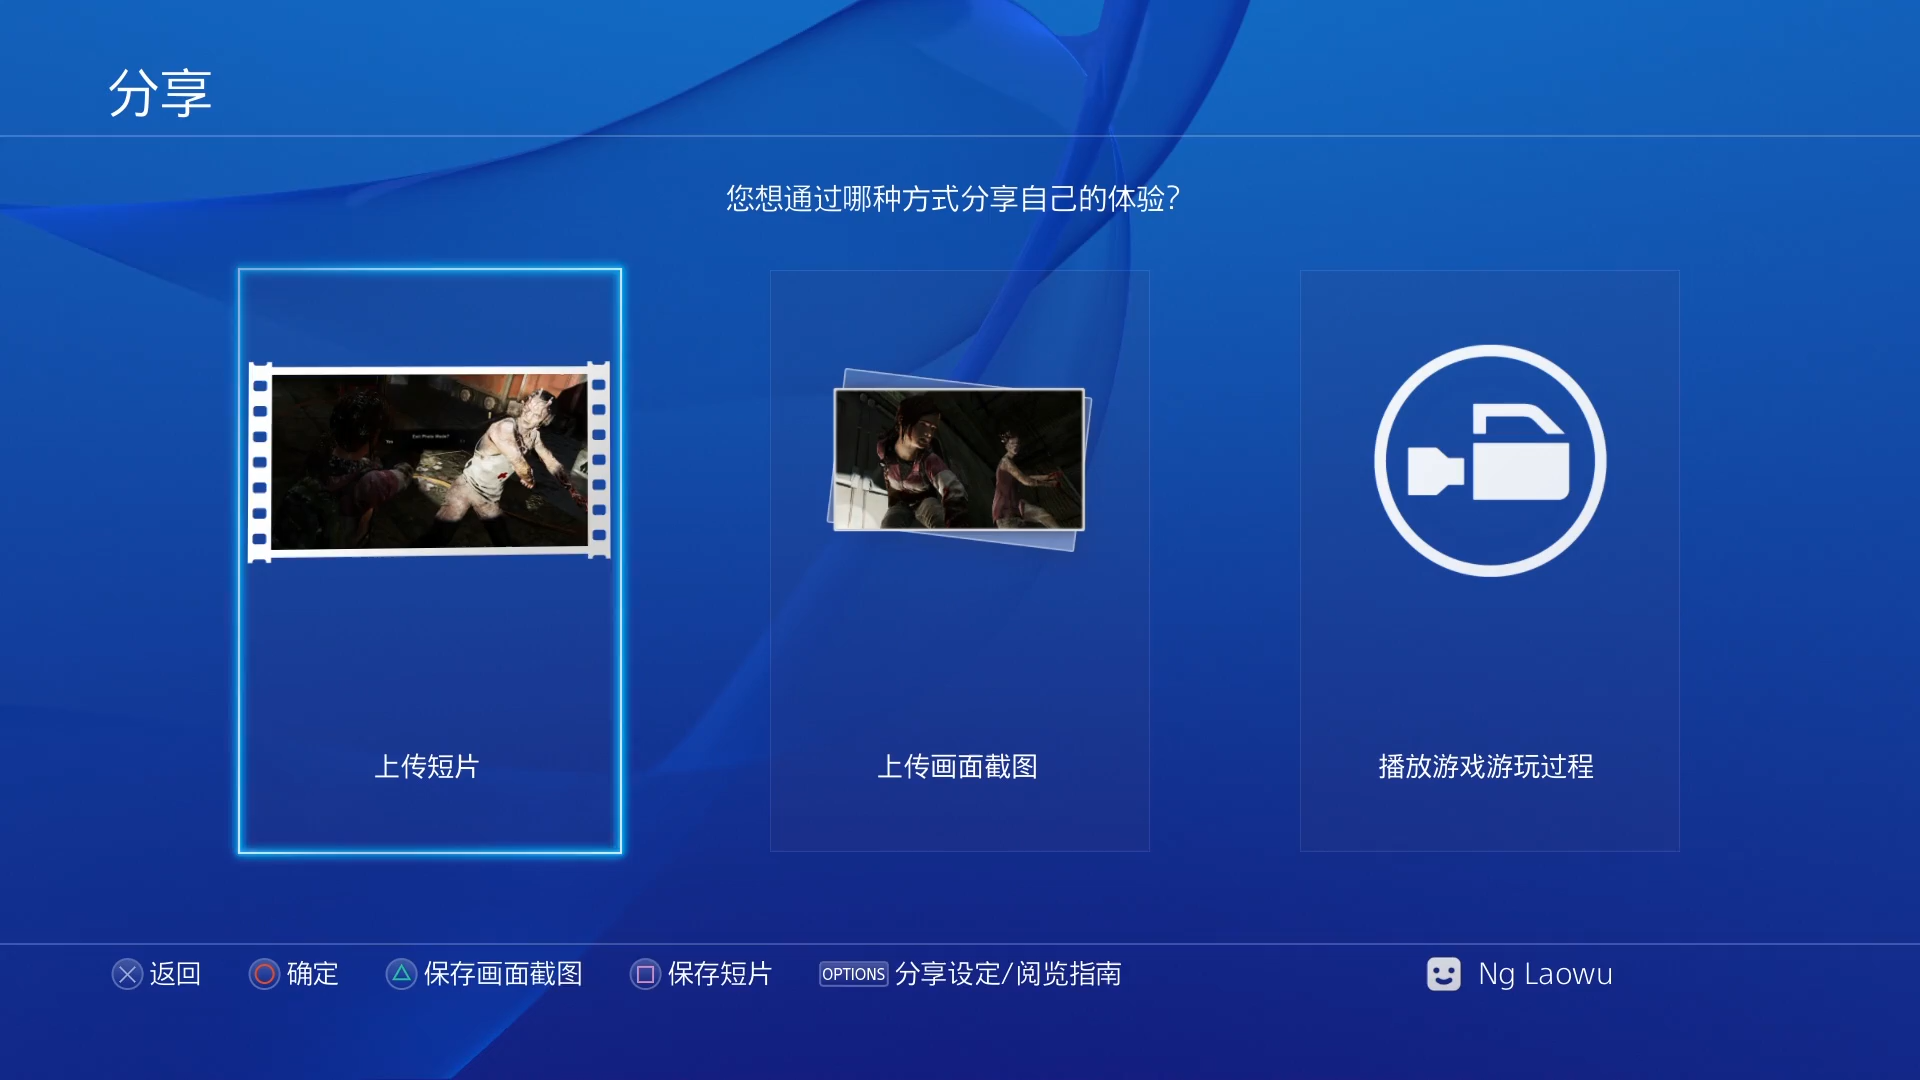 分享
您想通过哪种方式分享自己的体验?
上传短片
上传画面截图
播放游戏游玩过程
返回
确定
保存画面截图
保存短片
OPTIONS 分享设定/阅览指南
Ng Laowu